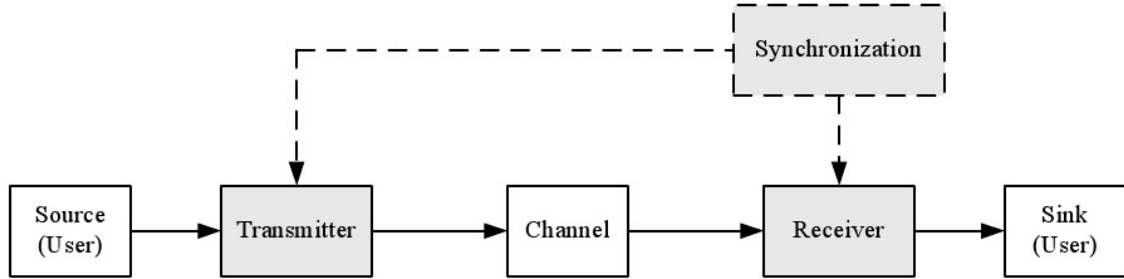 Synchronization
Source
(User)
Transmitter
Channel
Receiver
Sink
(User)